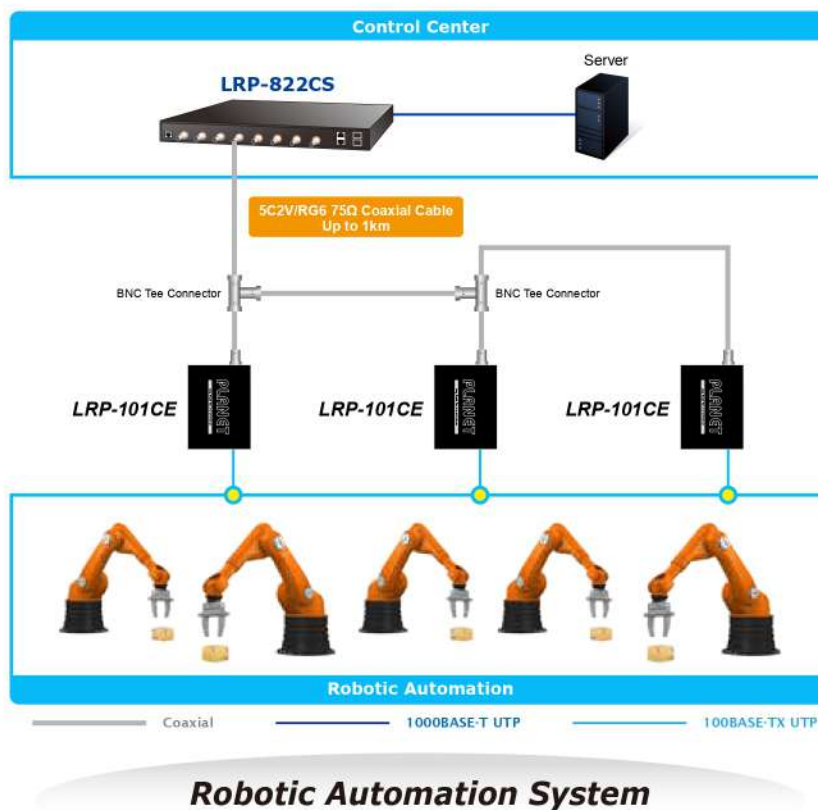 Control Center
LRP-822CS
Server
5C2V/RG6 75Ω Coaxial Cable
Up to 1km
BNC Tee Connector
BNC Tee Connector
LRP-101CE
PLANET
LRP-101CE
PLANET
LRP-101CE
PLANET
Robotic Automation
Coaxial
1000BASE-T UTP
100BASE-TX UTP
Robotic Automation System